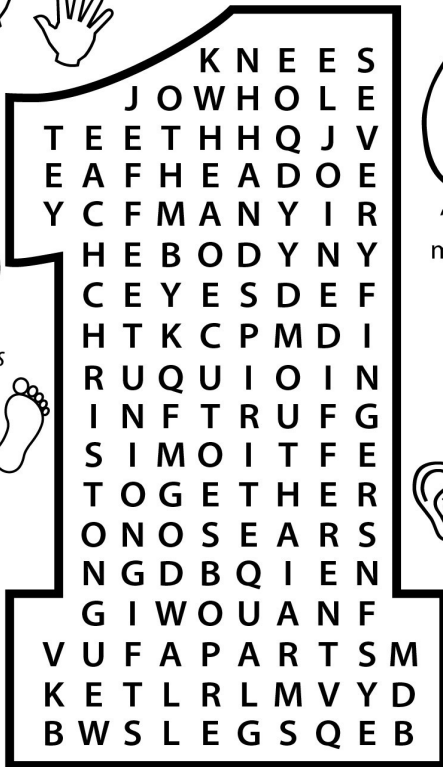 K N E E S
J O W H O L E
T E E T H H Q J V
E A F H E A D O E
Y C F M A N Y I R
H E B O D Y N Y
C E Y E S D E F
H T K C P M D I
R U Q U I O I N
I N F T R U F G
S I M O I T F E
T O G E T H E R
O N O S E A R S
N G D B Q I E N
G I W O U A N F
V U F A P A R T S M
K E T L R L M V Y D
B W S L E G S Q E B